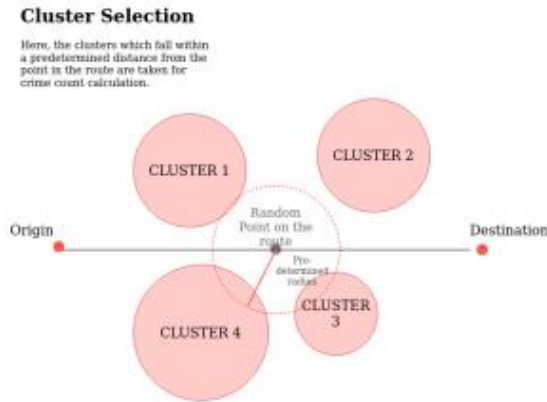 Cluster Selection
Here, the clusters which fall within
a predetermined distance from the
point in the route are taken for
crime count calculation.
CLUSTER 1
CLUSTER 2
Random
Point on the
route
Origin
Destination
Pre-
determined
radius
CLUSTER
3
CLUSTER 4